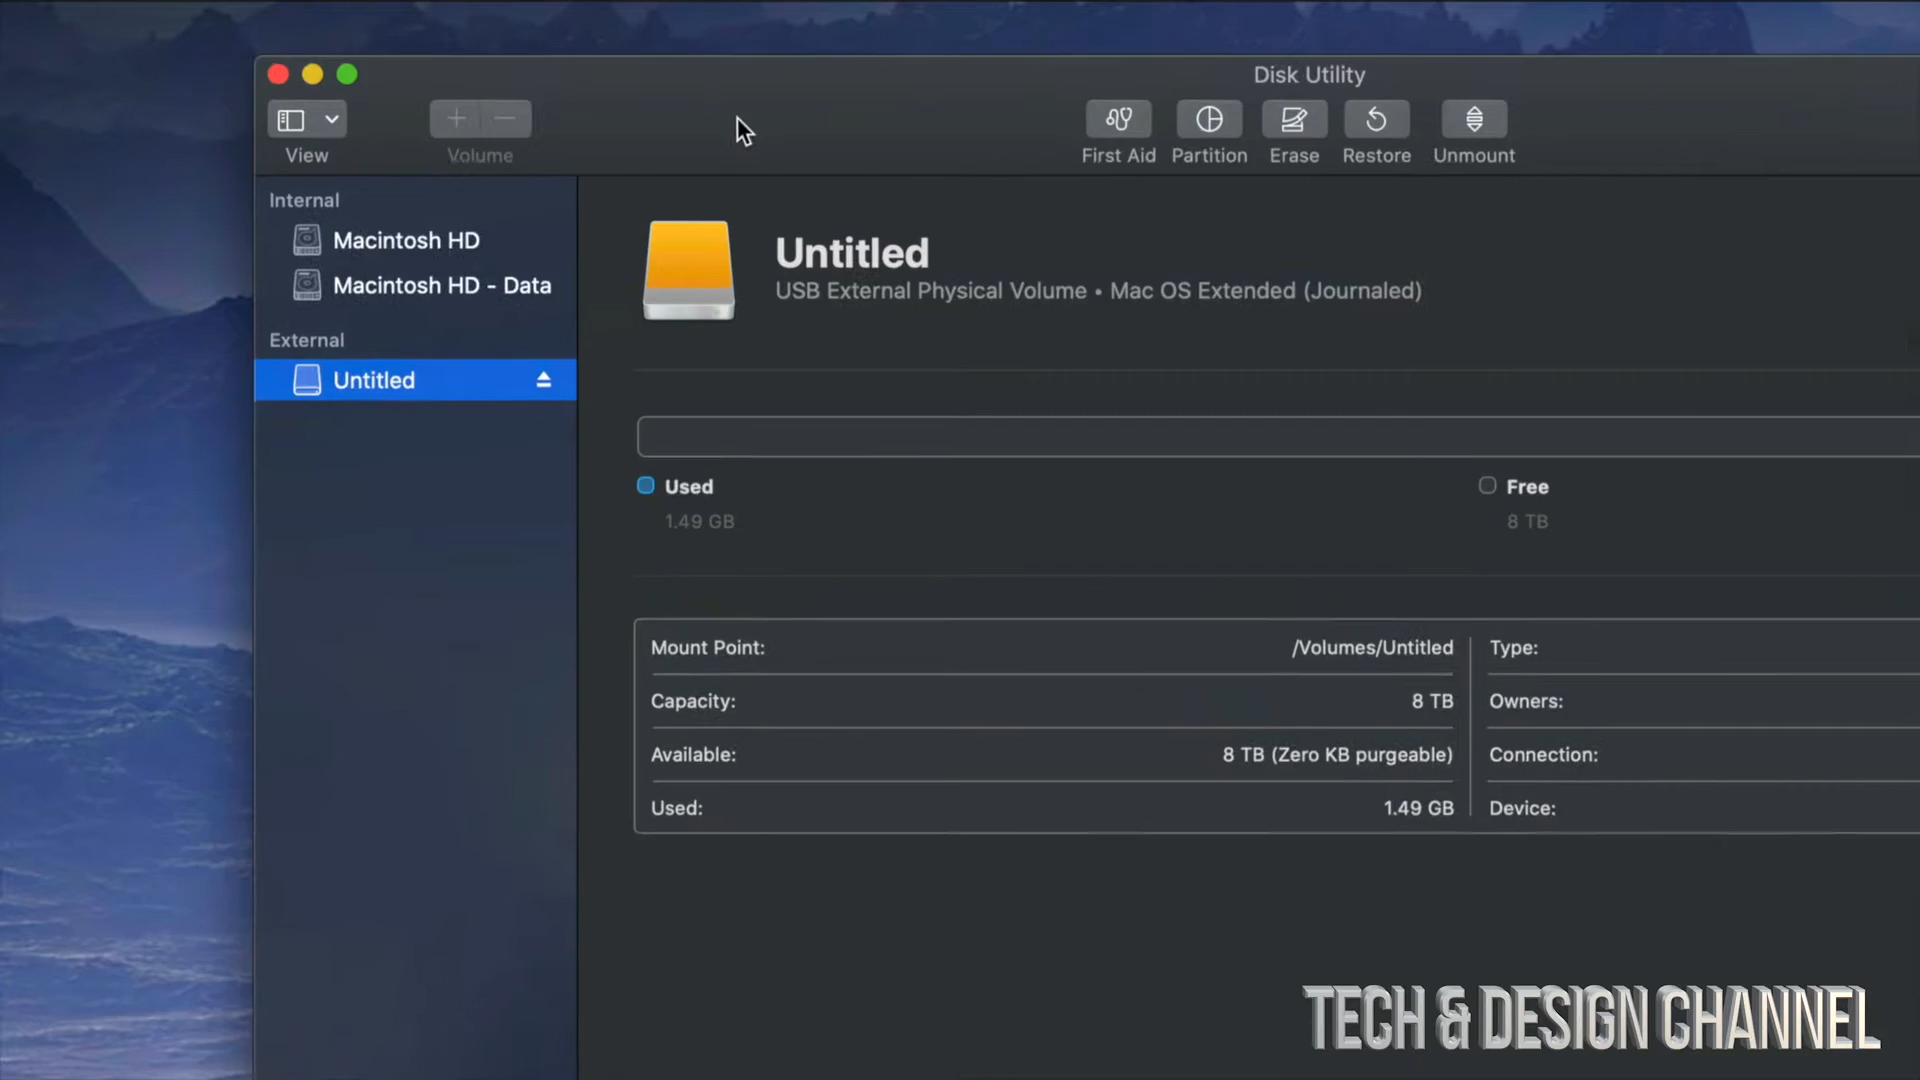 Disk Utility
View
Volume
First Aid
Partition
Erase
Restore
Unmount
Internal
Macintosh HD
Macintosh HD - Data
External
Untitled
Untitled
USB External Physical Volume • Mac OS Extended (Journaled)
Used
1.49 GB
Free
8 TB
Mount Point: /Volumes/Untitled
Capacity: 8 TB
Available: 8 TB (Zero KB purgeable)
Used: 1.49 GB
Type:
Owners:
Connection:
Device:
TECH & DESIGN CHANNEL